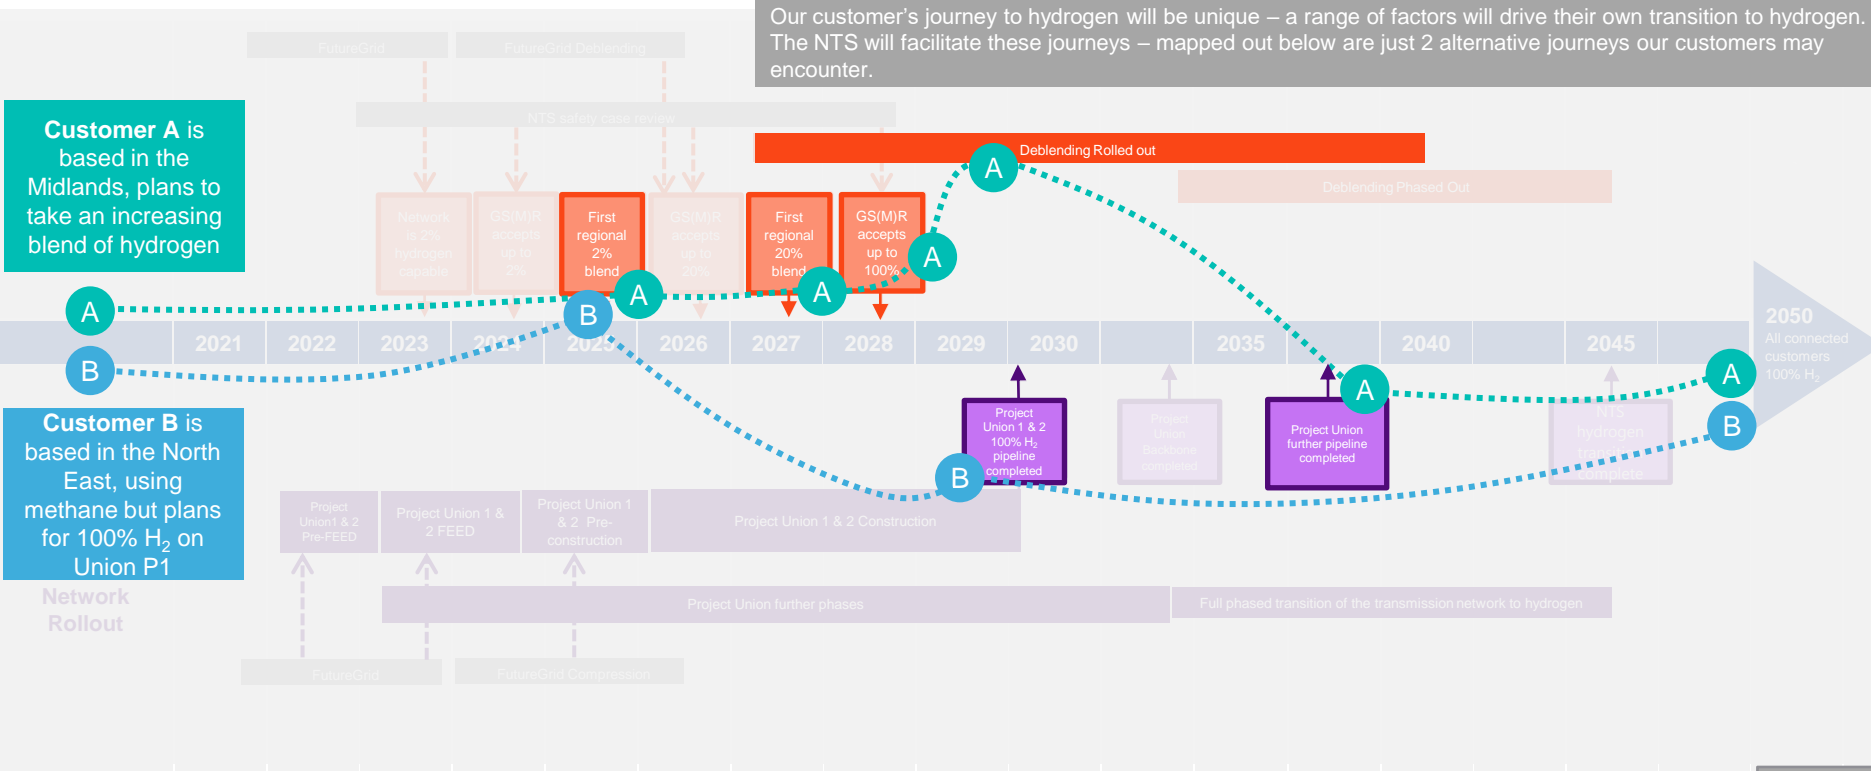 Our customer's journey to hydrogen will be unique – a range of factors will drive their own transition to hydrogen.
The NTS will facilitate these journeys – mapped out below are just 2 alternative journeys our customers may
encounter.
FutureGrid
FutureGrid Deblending
NTS safety case review
Customer A is
based in the
Midlands, plans to
take an increasing
blend of hydrogen
Deblending Rolled out
Deblending Phased Out
Network
is 2%
hydrogen
capable
GS(M)R
accepts
up to
2%
First
regional
2%
blend
GS(M)R
accepts
up to
20%
First
regional
20%
blend
GS(M)R
accepts
up to
100%
A
A
A
A
A
A
A
B
B
B
B
2021
2022
2023
2024
2025
2026
2027
2028
2029
2030
2035
2040
2045
2050
All connected
customers
100% H₂
Customer B is
based in the North
East, using
methane but plans
for 100% H₂ on
Union P1
Project
Union 1 & 2
100% H₂
pipeline
completed
Project
Union
Backbone
completed
Project Union
further pipeline
completed
NTS
hydrogen
transition
complete
Project
Union1 & 2
Pre-FEED
Project Union 1 &
2 FEED
Project Union 1
& 2 Pre-
construction
Project Union 1 & 2 Construction
Network
Rollout
Project Union further phases
Full phased transition of the transmission network to hydrogen
FutureGrid
FutureGrid Compression